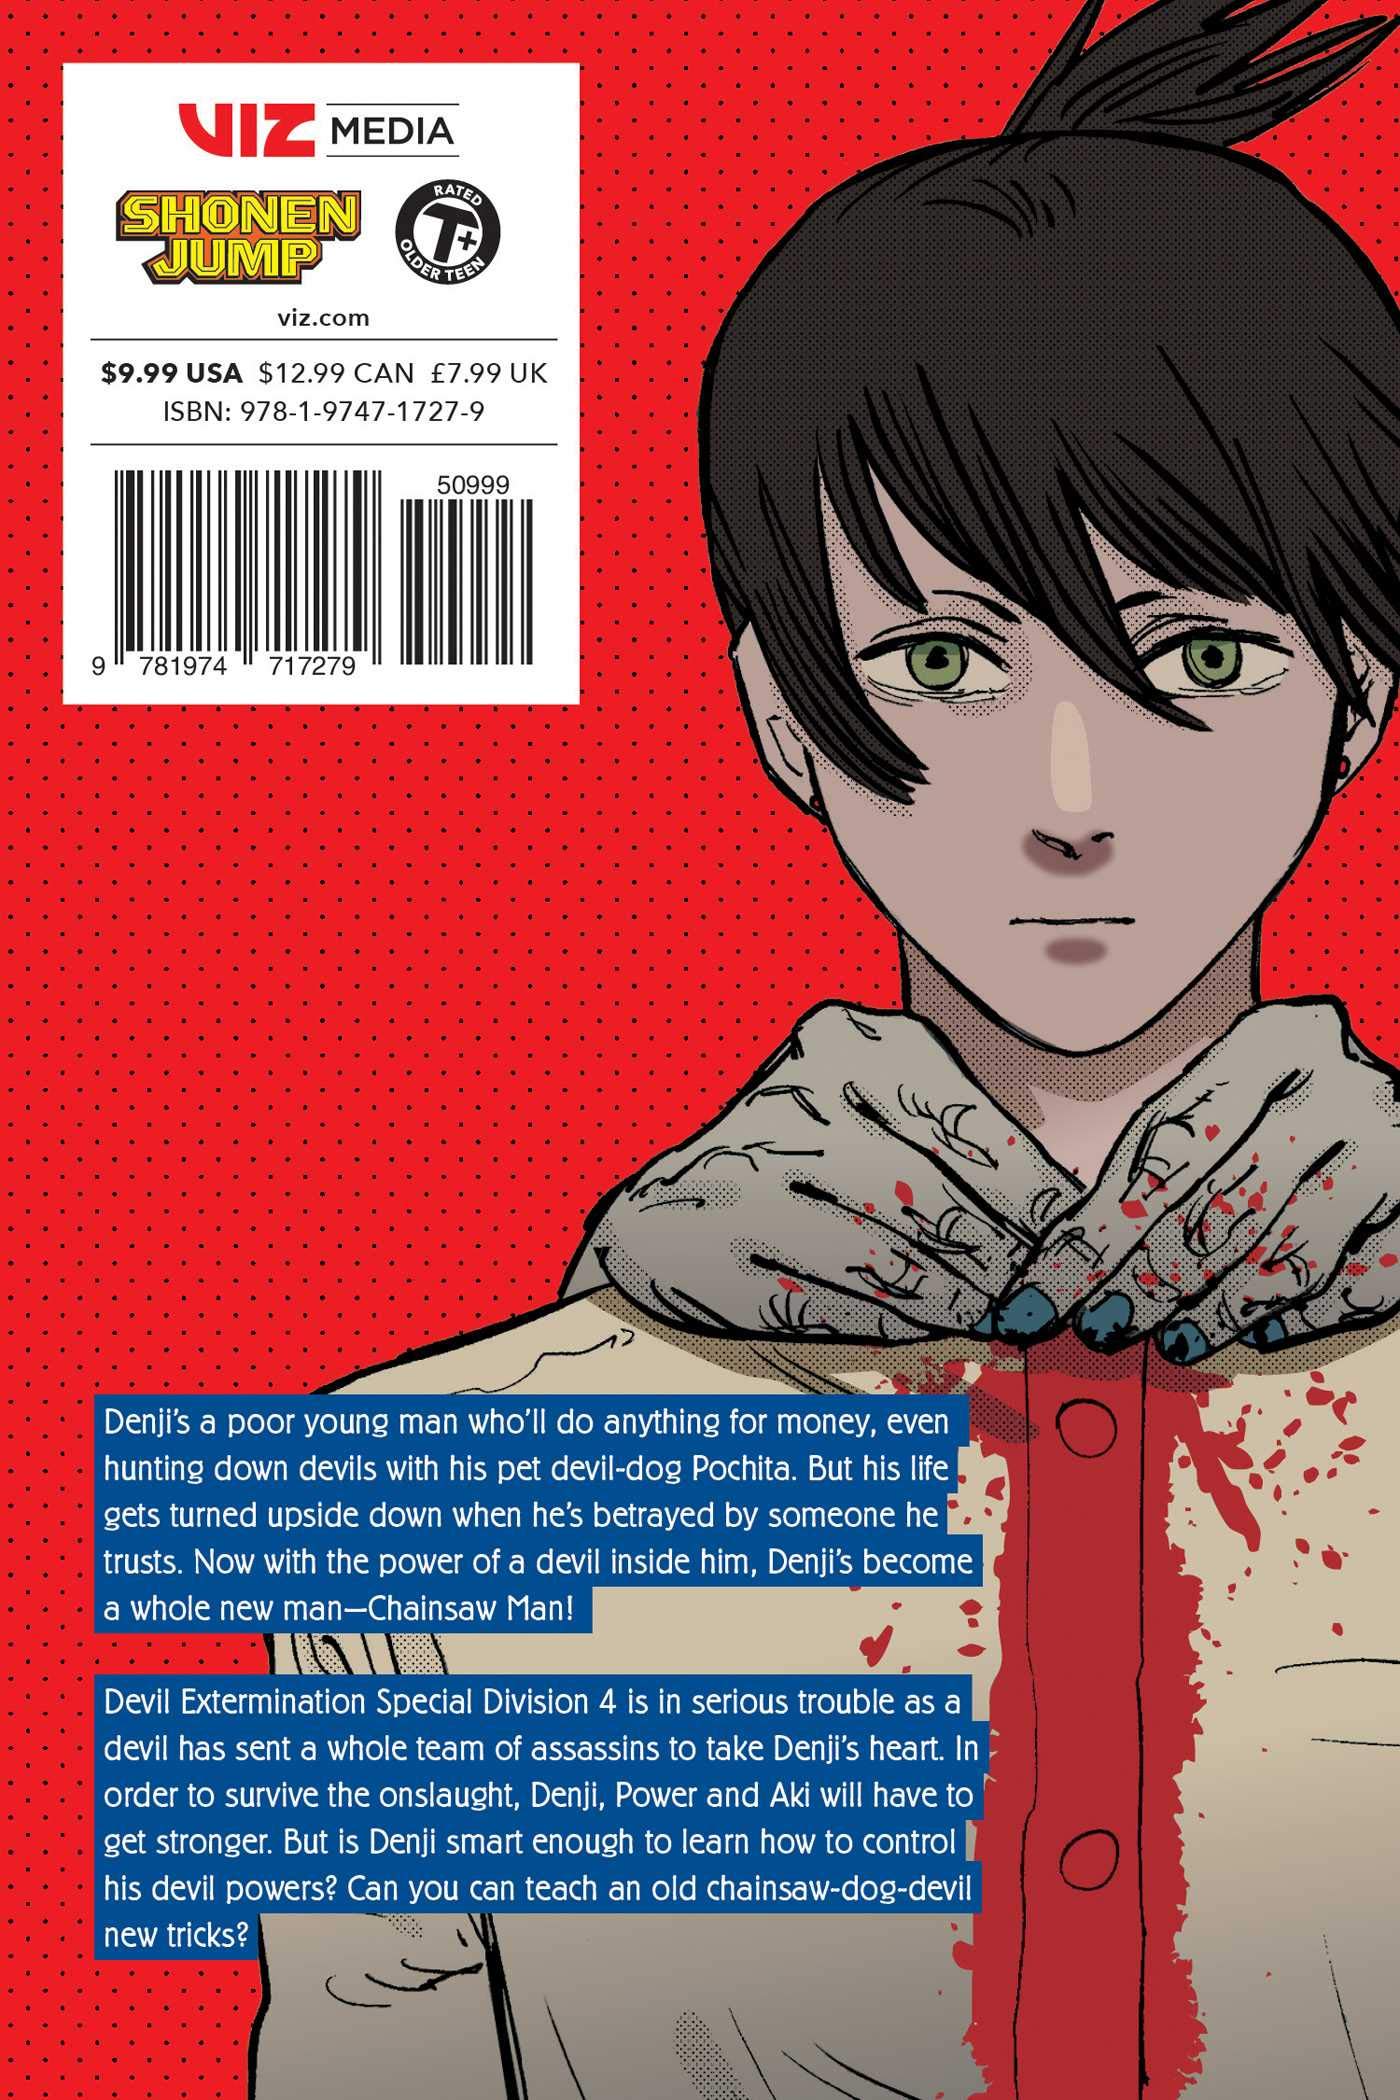 VIZ MEDIA
SHONEN
JUMP
RATED
T+
OLDER TEEN
viz.com
$9.99 USA $12.99 CAN £7.99 UK
ISBN: 978-1-9747-1727-9
50999
9 781974 717279
Denji’s a poor young man who’ll do anything for money, even
hunting down devils with his pet devil-dog Pochita. But his life
gets turned upside down when he’s betrayed by someone he
trusts. Now with the power of a devil inside him, Denji’s become
a whole new man—Chainsaw Man!
Devil Extermination Special Division 4 is in serious trouble as a
devil has sent a whole team of assassins to take Denji’s heart. In
order to survive the onslaught, Denji, Power and Aki will have to
get stronger. But is Denji smart enough to learn how to control
his devil powers? Can you can teach an old chainsaw-dog-devil
new tricks?